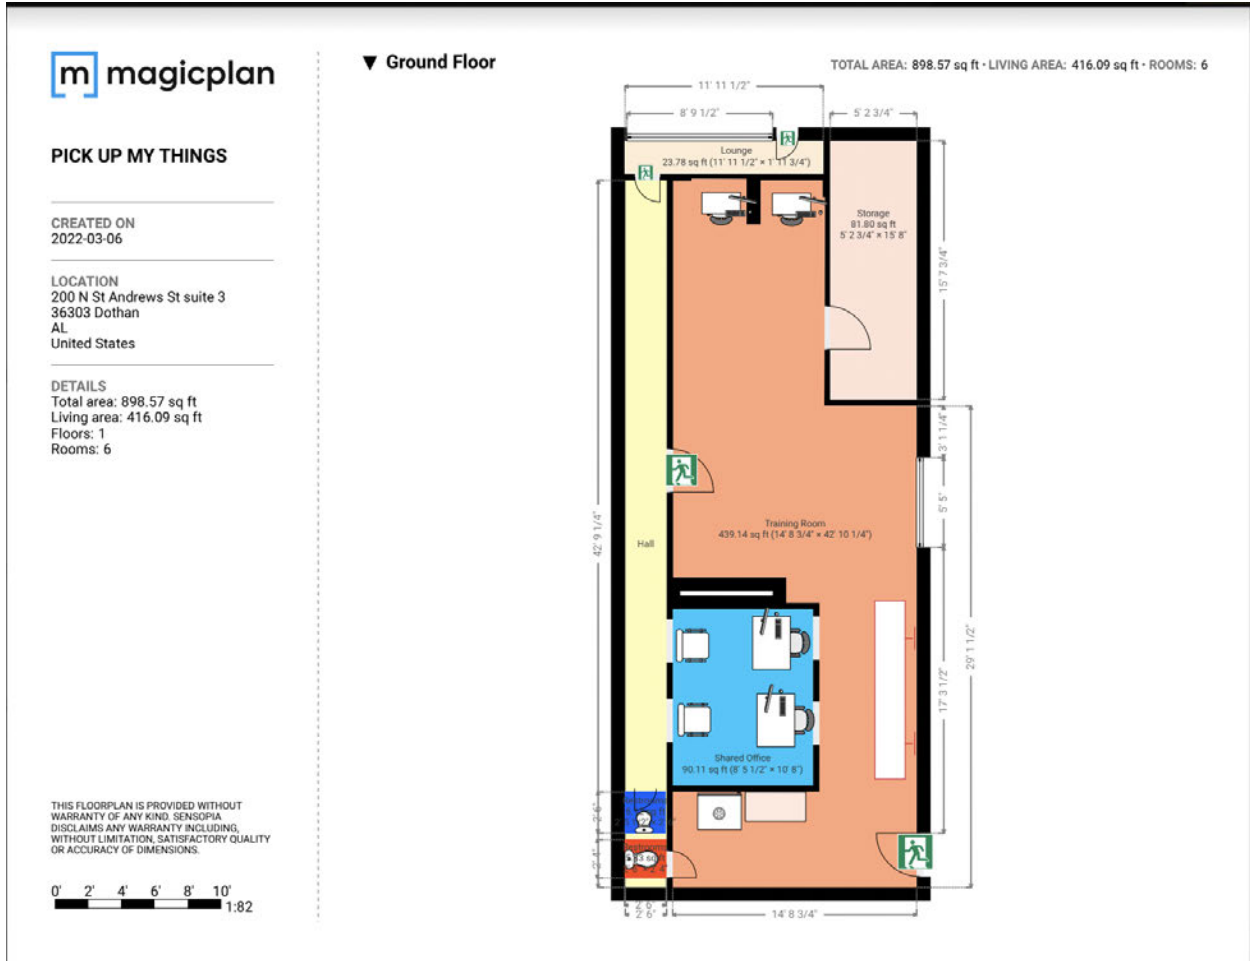 magicplan
PICK UP MY THINGS
CREATED ON
2022-03-06
LOCATION
200 N St Andrews St suite 3
36303 Dothan
AL
United States
DETAILS
Total area: 898.57 sq ft
Living area: 416.09 sq ft
Floors: 1
Rooms: 6
THIS FLOORPLAN IS PROVIDED WITHOUT
WARRANTY OF ANY KIND. SENSOPIA
DISCLAIMS ANY WARRANTY INCLUDING,
WITHOUT LIMITATION, SATISFACTORY QUALITY
OR ACCURACY OF DIMENSIONS.
0' 2' 4' 6' 8' 10'
1:82
▼ Ground Floor
TOTAL AREA: 898.57 sq ft • LIVING AREA: 416.09 sq ft • ROOMS: 6
11' 11 1/2"
8' 9 1/2"
5' 2 3/4"
Lounge
23.78 sq ft (11' 11 1/2" × 1' 11 3/4")
Storage
81.80 sq ft
5' 2 3/4" × 15' 8"
15' 7 3/4"
3' 1 1/4"
5' 5"
42' 9 1/4"
Hall
Training Room
439.14 sq ft (14' 8 3/4" × 42' 10 1/4")
29' 1 1/2"
17' 3 1/2"
Shared Office
90.11 sq ft (8' 5 1/2" × 10' 8")
2' 6"
2' 4"
2' 6"
2' 6"
14' 8 3/4"